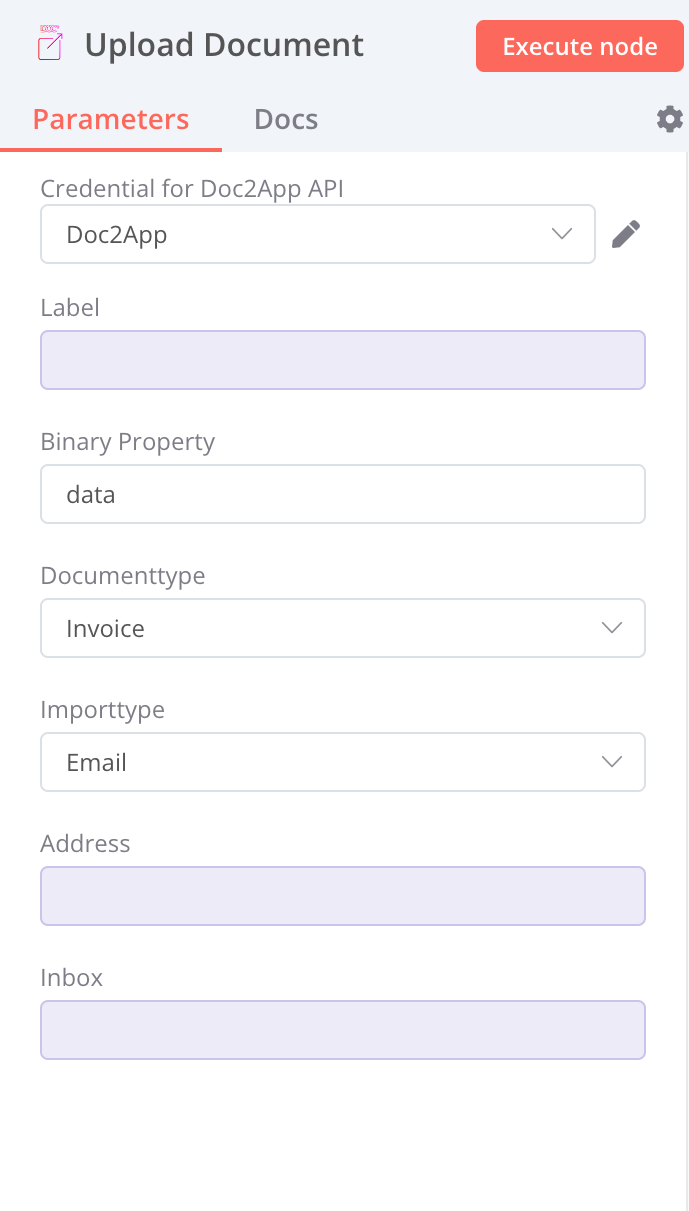 Upload Document
Execute node
Parameters
Docs
Credential for Doc2App API
Doc2App
Label
Binary Property
data
Documenttype
Invoice
Importtype
Email
Address
Inbox